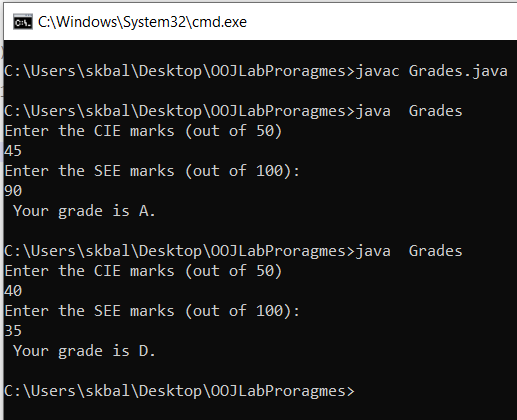 C:\Windows\System32\cmd.exe
C:\Users\skbal\Desktop\OOJLabProragmes>javac Grades.java
C:\Users\skbal\Desktop\OOJLabProragmes>java  Grades
Enter the CIE marks (out of 50)
45
Enter the SEE marks (out of 100):
90
 Your grade is A.
C:\Users\skbal\Desktop\OOJLabProragmes>java  Grades
Enter the CIE marks (out of 50)
40
Enter the SEE marks (out of 100):
35
 Your grade is D.
C:\Users\skbal\Desktop\OOJLabProragmes>